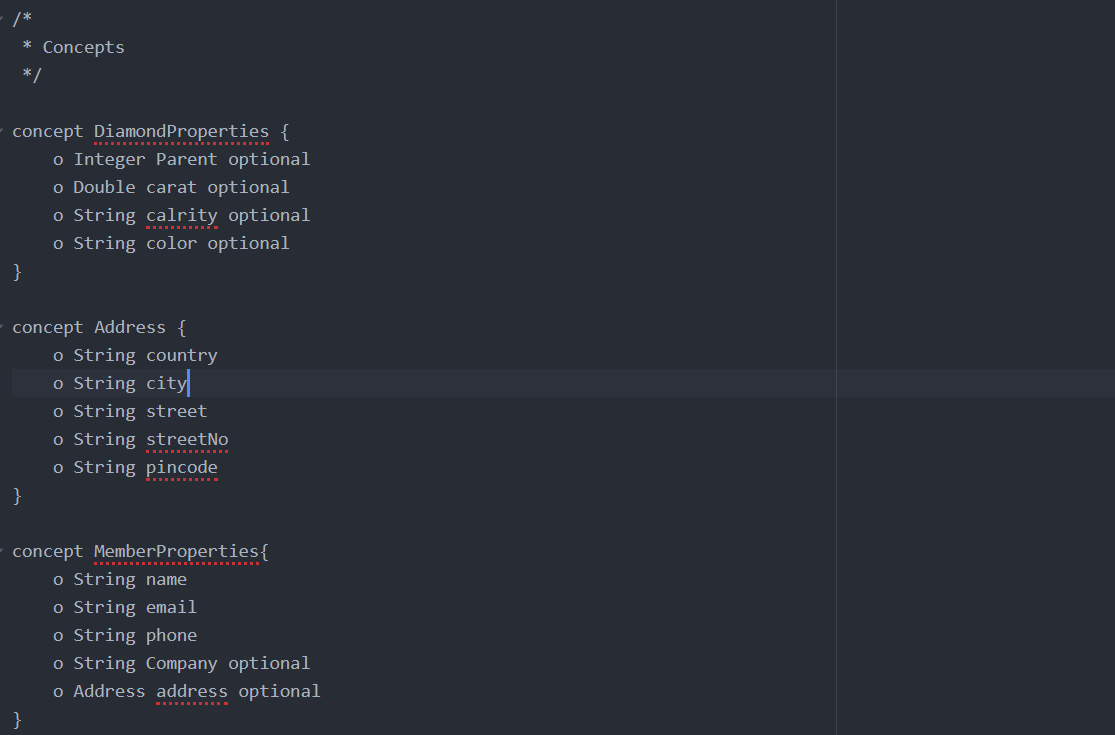 /*
 * Concepts
 */

concept DiamondProperties {
    o Integer Parent optional
    o Double carat optional
    o String calrity optional
    o String color optional
}

concept Address {
    o String country
    o String city
    o String street
    o String streetNo
    o String pincode
}

concept MemberProperties{
    o String name
    o String email
    o String phone
    o String Company optional
    o Address address optional
}